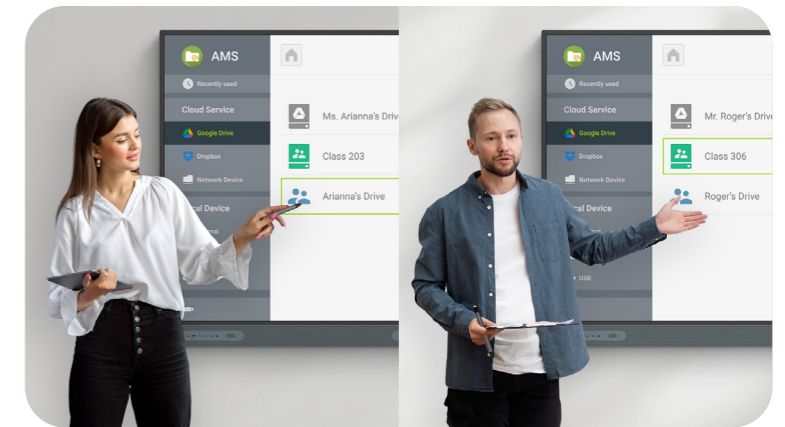 AMS
Recently used
Cloud Service
Google Drive
Dropbox
Network Device
cal Device
Ms. Arianna's Driv
Class 203
Arianna's Drive
AMS
Recently used
Cloud Service
Google Drive
Dropbox
Network Device
cal Device
USB
Mr. Roger's Drive
Class 306
Roger's Drive